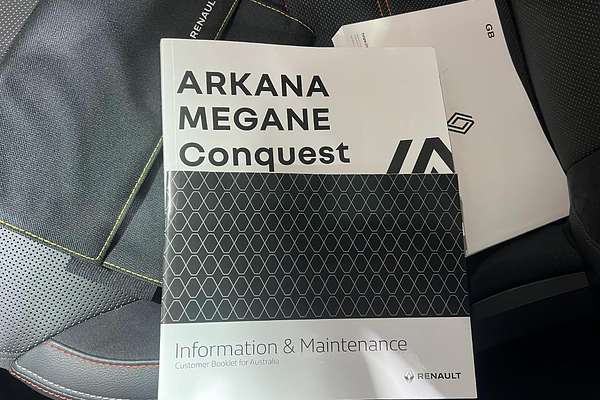 RENAULT
GB
ARKANA
MEGANE
Conquest
Information & Maintenance
Customer Booklet for Australia
RENAULT